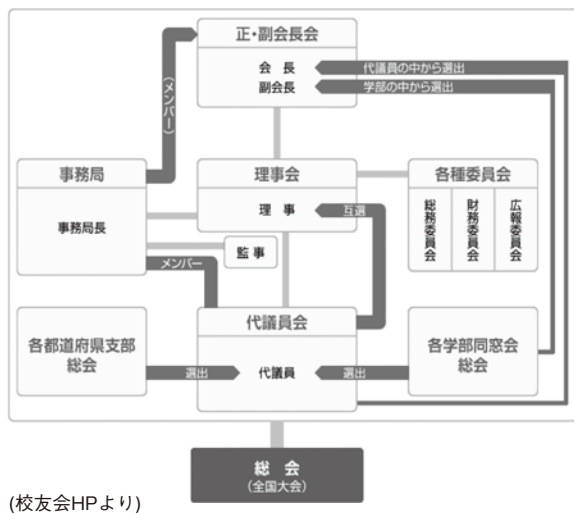 正・副会長会
会　長
副会長
代議員の中から選出
学部の中から選出
（メンバー）
事務局
事務局長
理事会
理　事
互選
各種委員会
総務委員会
財務委員会
広報委員会
監 事
メンバー
代議員会
代議員
各都道府県支部
総会
選出
各学部同窓会
総会
選出
総　会
（全国大会）
(校友会HPより)